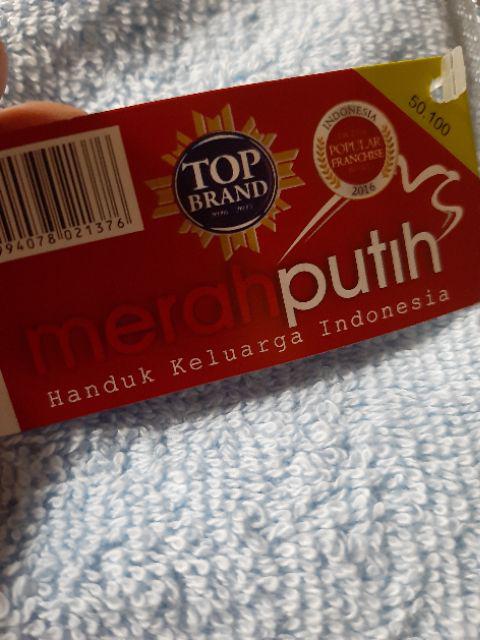 50.100
INDONESIA
POPULAR
FRANCHISE
2016
TOP
BRAND
94078 021376
merahputih
Handuk Keluarga Indonesia